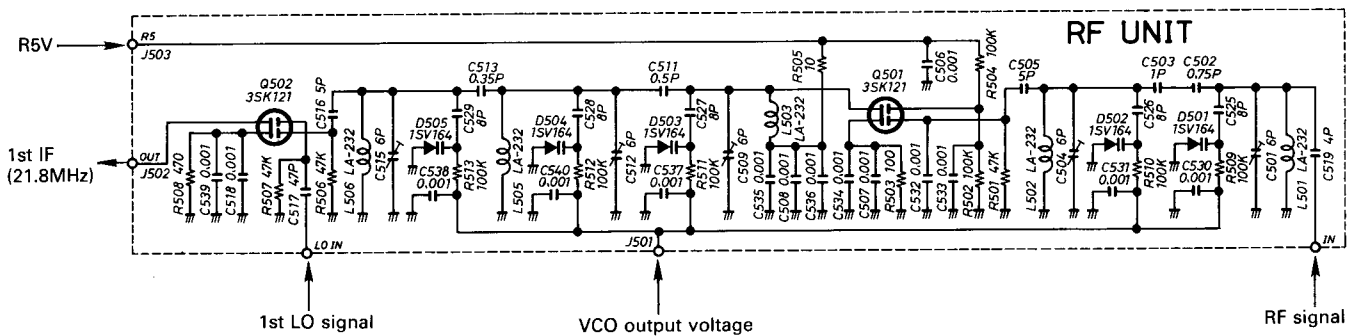 RF UNIT
R5V
R5
J503
Q502
3SK121
C516 5P
C513
0.35P
C529
8P
C511
0.5P
C528
8P
C527
8P
R505
10
Q501
3SK121
C506
0.001
R504 100K
C505
5P
C503
1P
C502
0.75P
C526
8P
C525
8P
1st IF
(21.8MHz)
OUT
J502
R508 470
C539 0.001
C518 0.001
R507 47K
C517 47P
R506 47K
L506 LA-232
C515 6P
D505
1SV164
C538
0.001
R513
100K
L505 LA-232
D504
1SV164
C540
0.001
R512
100K
C512 6P
D503
1SV164
C537
0.001
R511
100K
C509 6P
L503
LA-232
C535 0.001
C508 0.001
C536 0.001
C534 0.001
C507 0.001
R503 100
C532 0.001
C533 0.001
R502 100K
R501 47K
L502 LA-232
C504 6P
D502
1SV164
C531
0.001
R510
100K
D501
1SV164
C530
0.001
R509
100K
C501 6P
L501 LA-232
C519 4P
LO IN
J501
IN
1st LO signal
VCO output voltage
RF signal